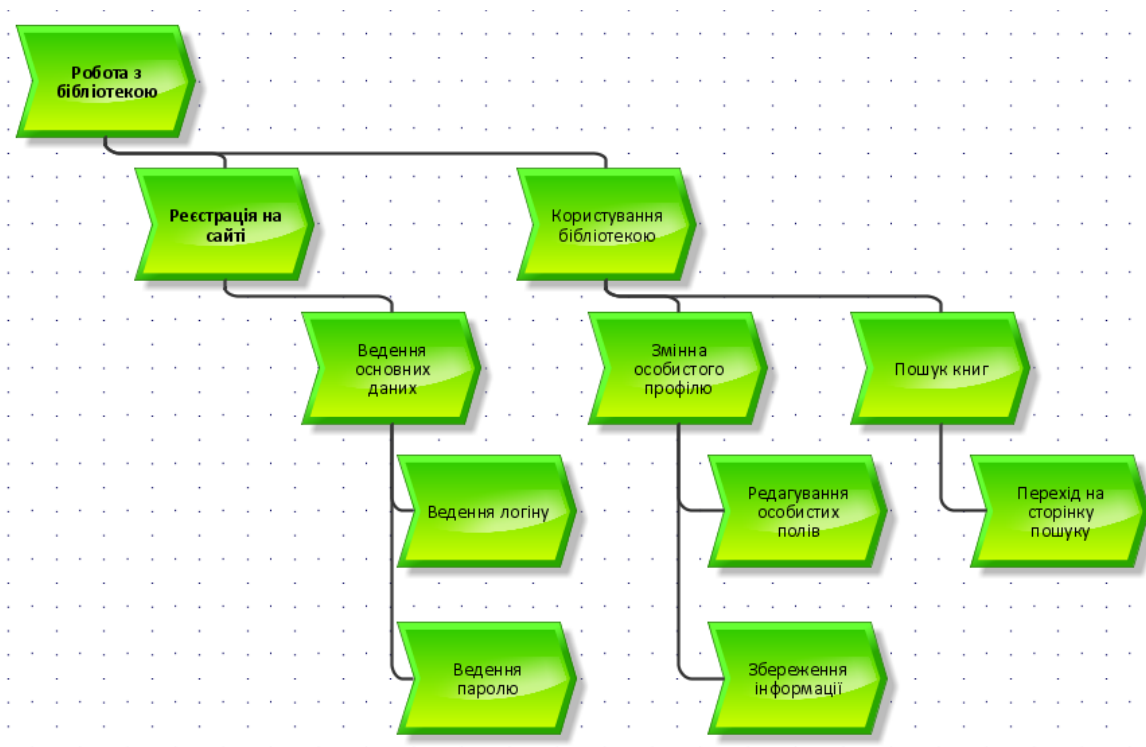 Робота з
бібліотекою
Реєстрація на
сайті
Користування
бібліотекою
Ведення
основних
даних
Змінна
особистого
профілю
Пошук книг
Ведення логіну
Редагування
особистих
полів
Перехід на
сторінку
пошуку
Ведення
паролю
Збереження
інформації